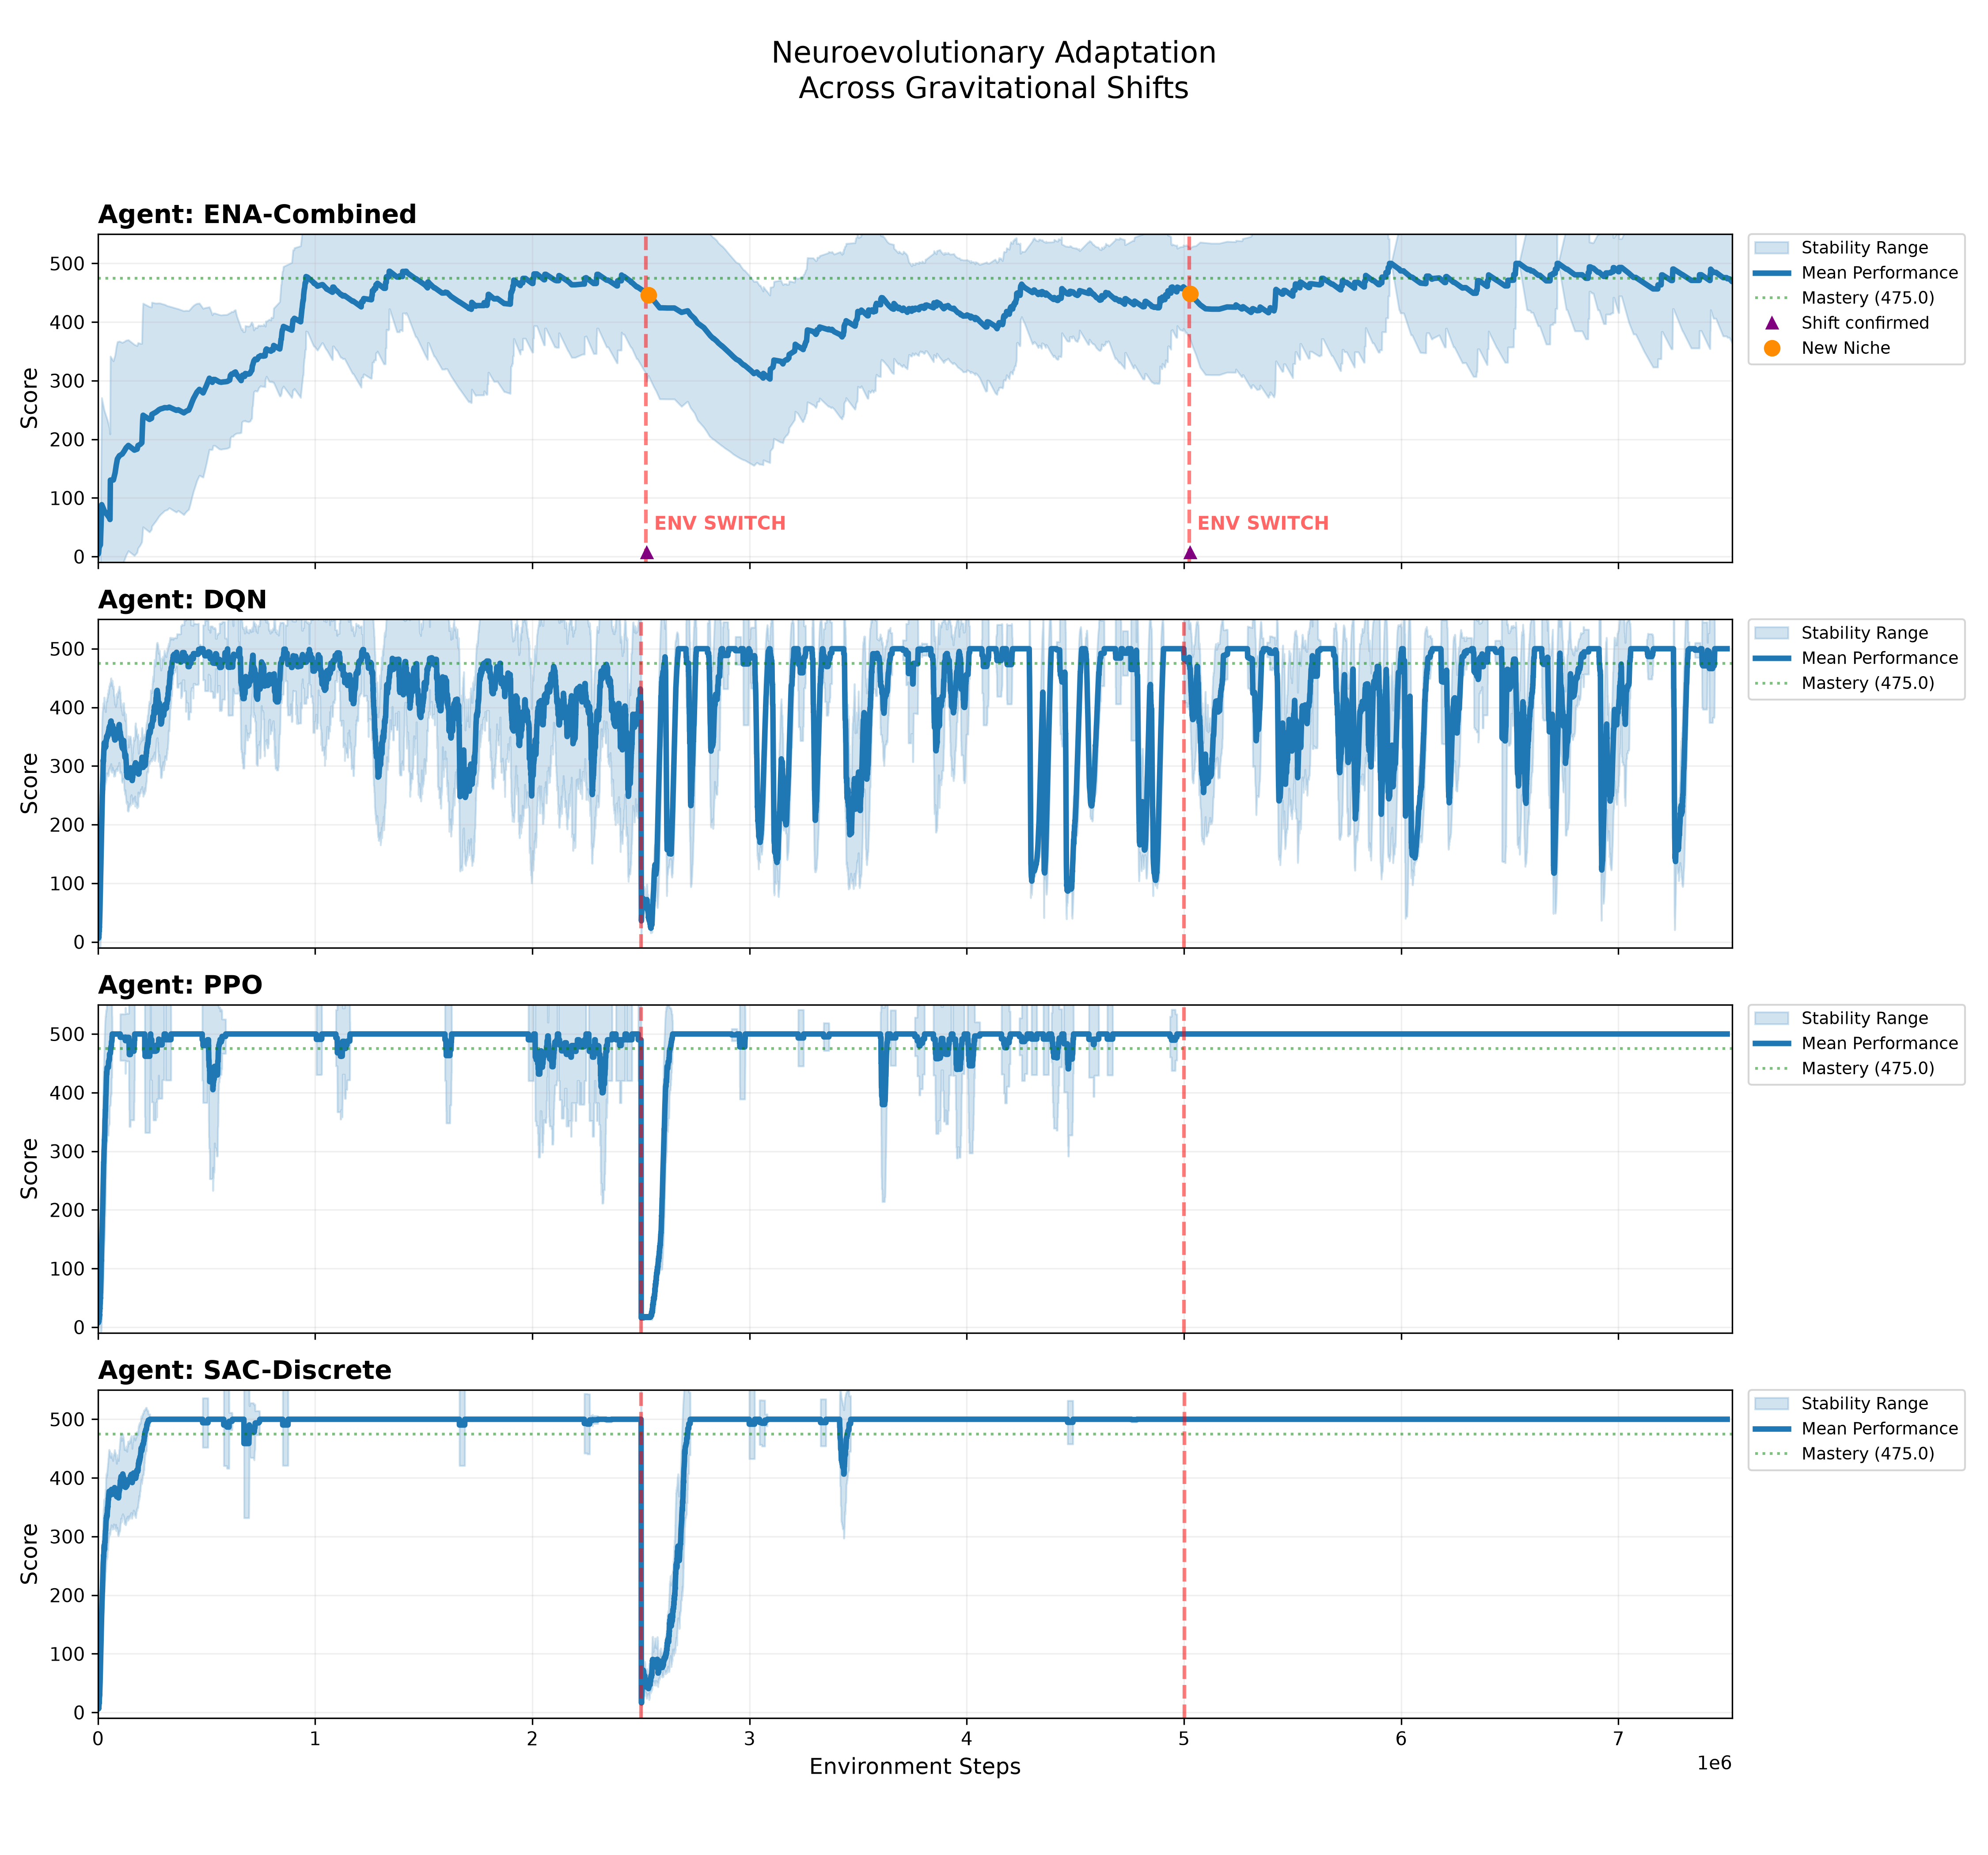 Neuroevolutionary Adaptation
Across Gravitational Shifts
Agent: ENA-Combined
Score
500
400
300
200
100
0
ENV SWITCH
ENV SWITCH
Stability Range
Mean Performance
Mastery (475.0)
Shift confirmed
New Niche
Agent: DQN
Score
500
400
300
200
100
0
Stability Range
Mean Performance
Mastery (475.0)
Agent: PPO
Score
500
400
300
200
100
0
Stability Range
Mean Performance
Mastery (475.0)
Agent: SAC-Discrete
Score
500
400
300
200
100
0
Stability Range
Mean Performance
Mastery (475.0)
0 1 2 3 4 5 6 7
Environment Steps
1e6